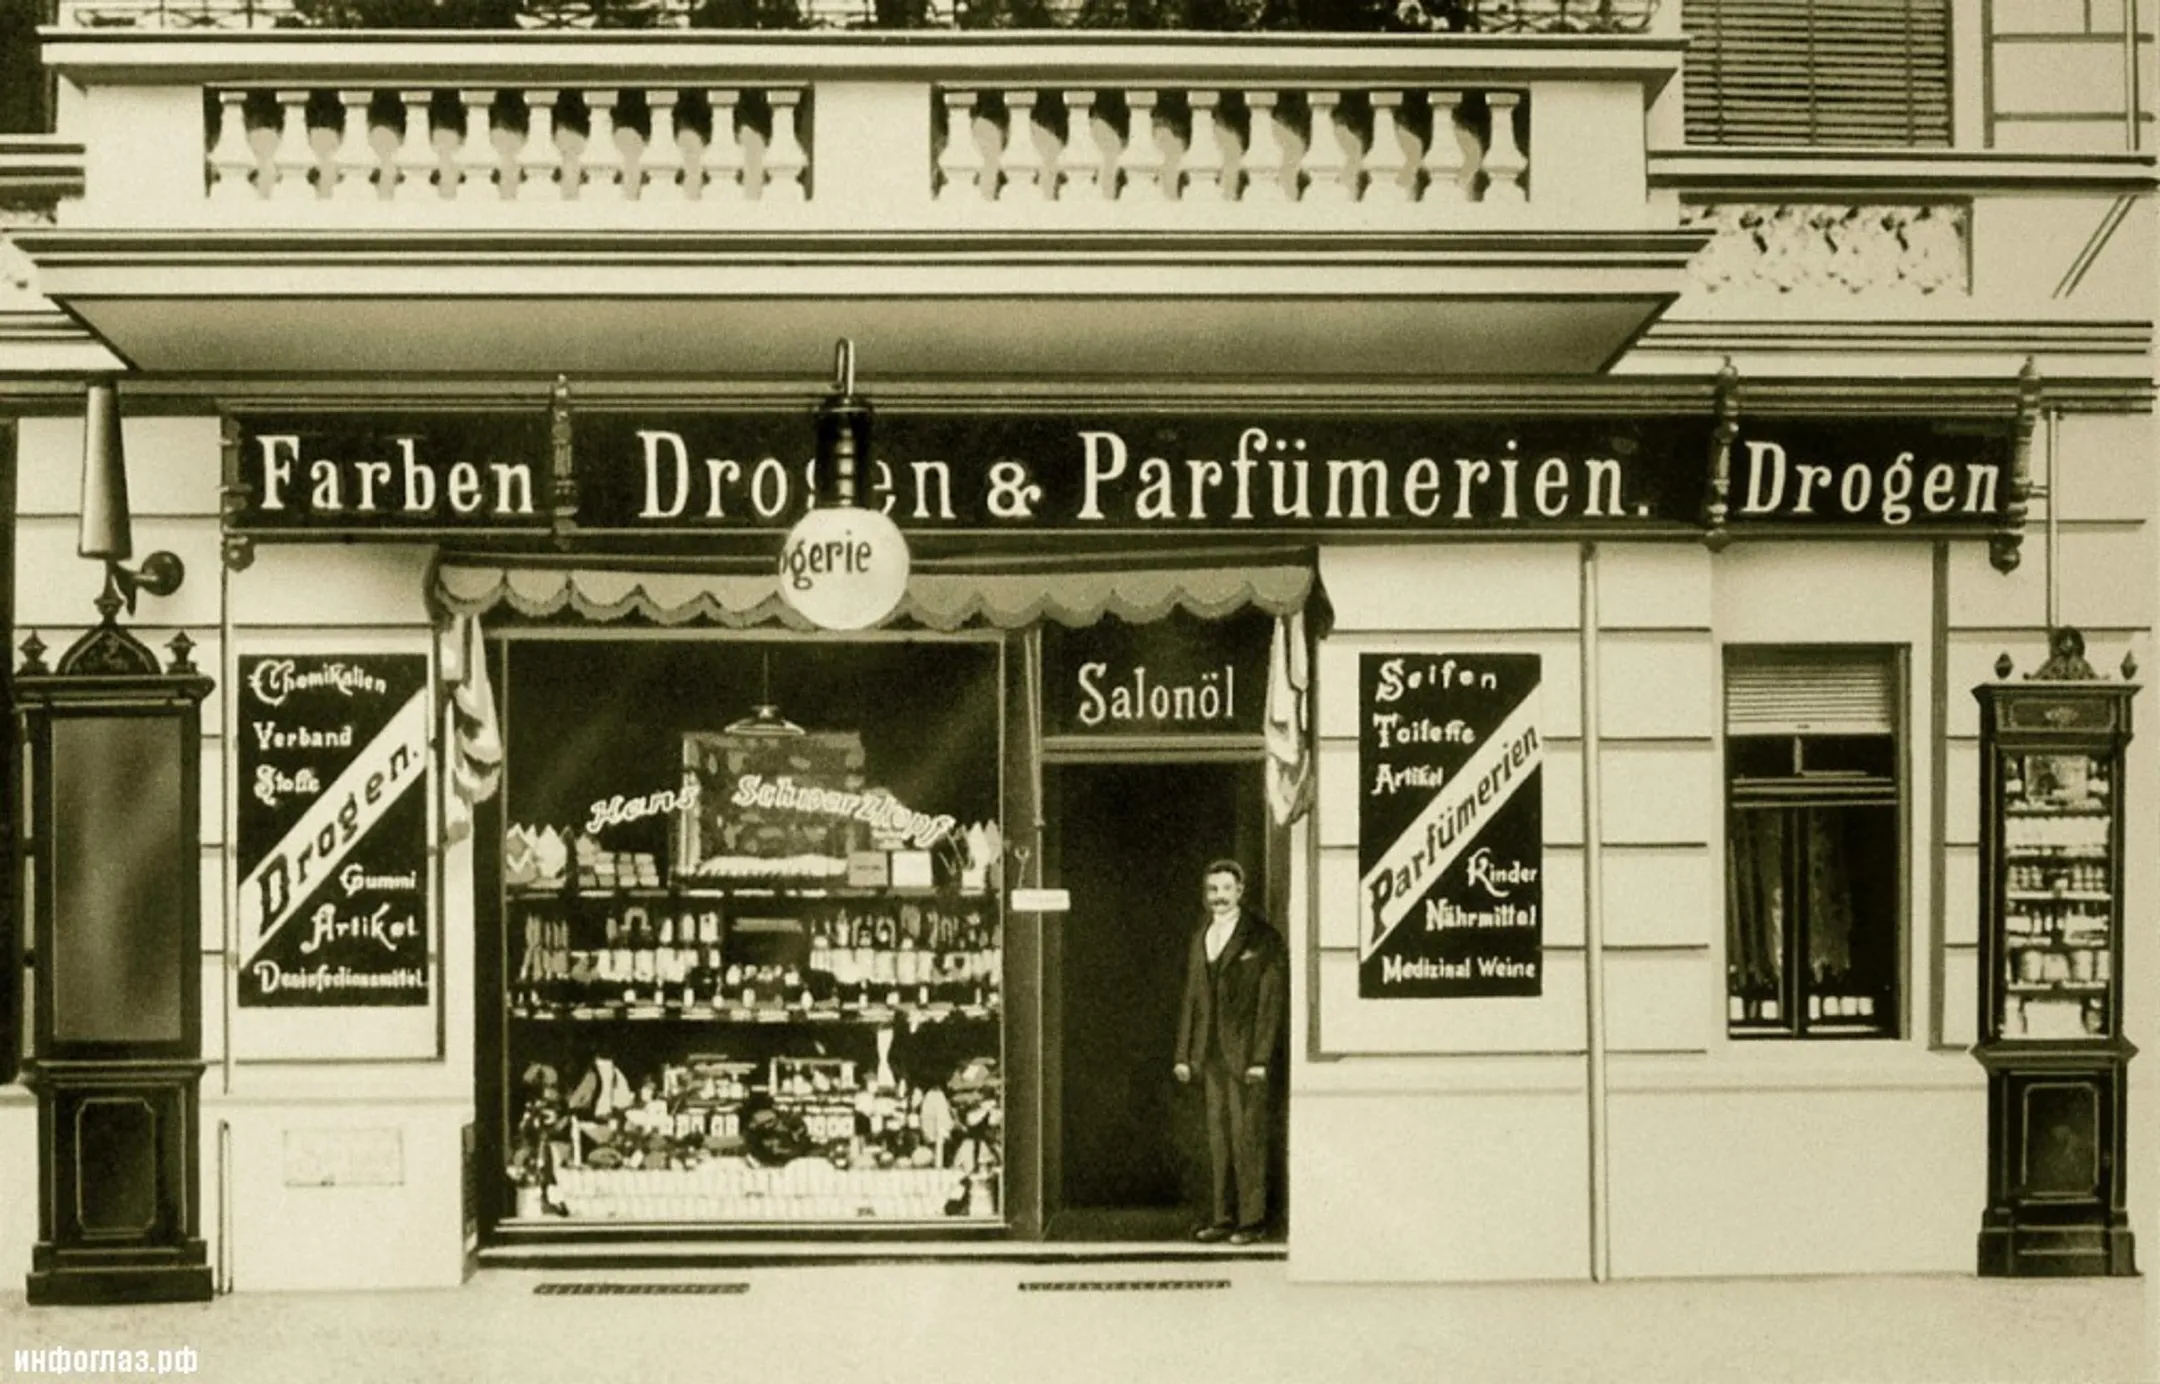 Farben
Drogen & Parfümerien.
Drogen
ogerie
Salonöl
Chemikalien
Verband
Stoffe
Drogen.
Gummi
Artikel
Desinfectionsmittel
Hans Schwarzkopf
Seifen
Toilette
Artikel
Parfümerien
Kinder
Nährmittel
Medizinal Weine
инфоглаз.рф